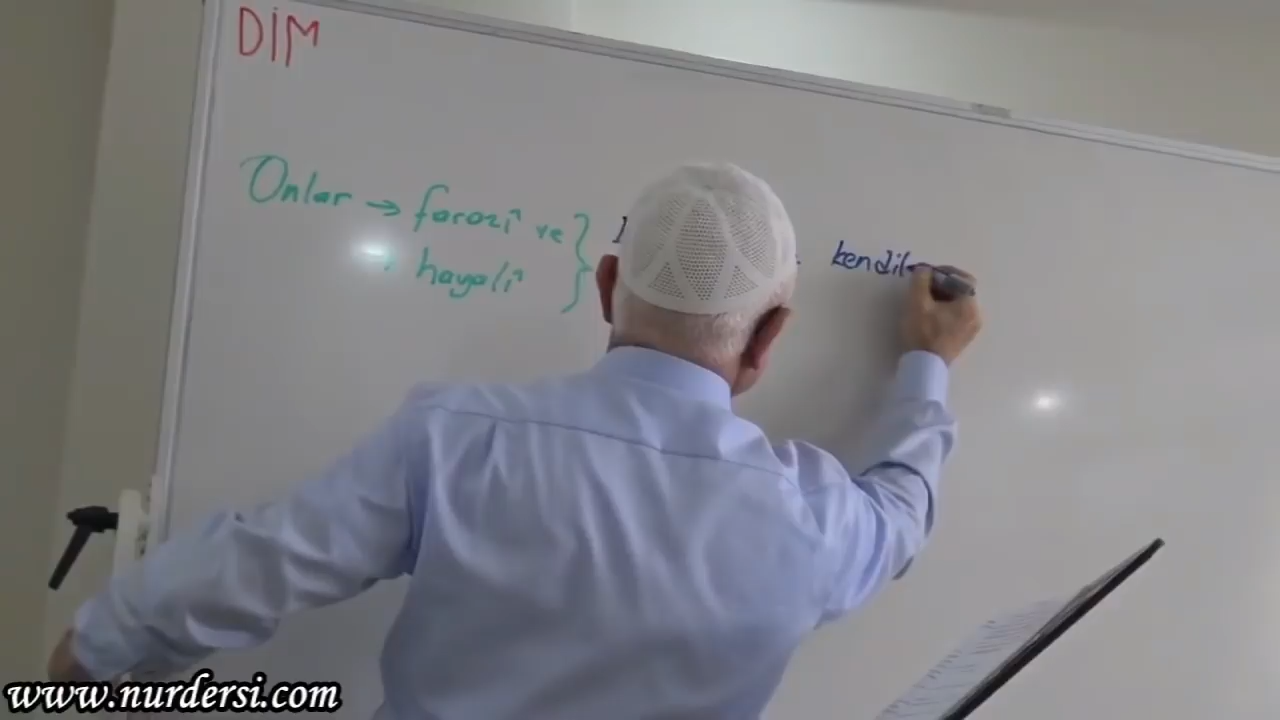 DİM
Onlar → farazî ve }
hayalî
kendil
www.nurdersi.com